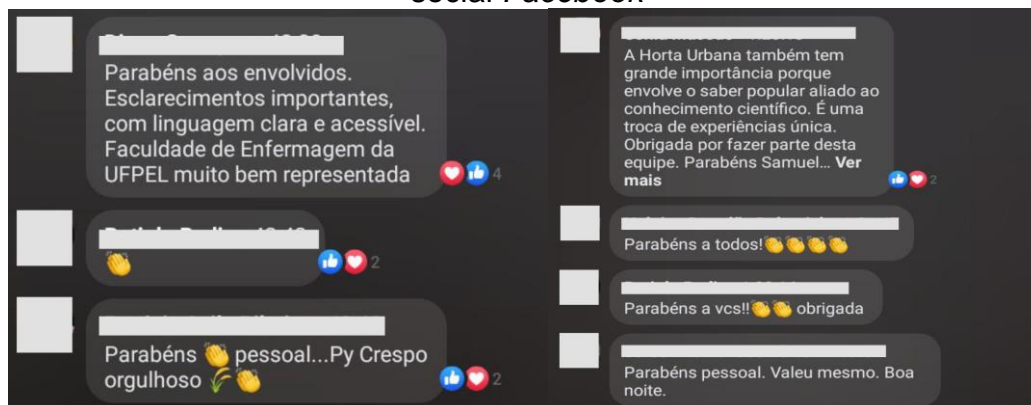 social Facebook
Parabéns aos envolvidos.
Esclarecimentos importantes,
com linguagem clara e acessível.
Faculdade de Enfermagem da
UFPEL muito bem representada
4
👏
2
Parabéns 👏 pessoal...Py Crespo
orgulhoso 🌾👏
2
A Horta Urbana também tem
grande importância porque
envolve o saber popular aliado ao
conhecimento científico. É uma
troca de experiências única.
Obrigada por fazer parte desta
equipe. Parabéns Samuel... Ver
mais
2
Parabéns a todos!👏👏👏👏
Parabéns a vcs!!👏👏 obrigada
Parabéns pessoal. Valeu mesmo. Boa
noite.